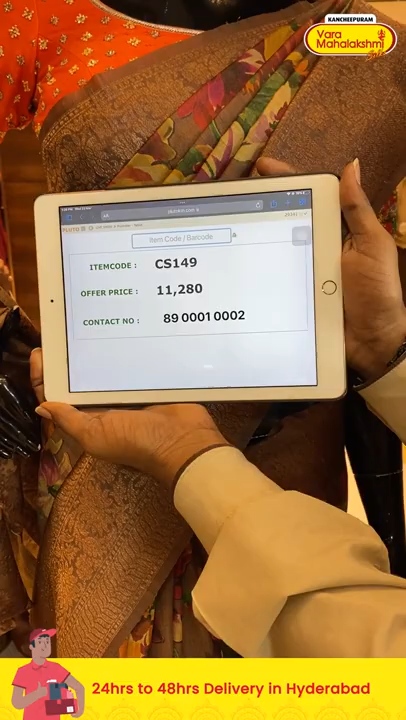 KANCHEEPURAM
Vara
Mahalakshmi
Silks
Item Code / Barcode
ITEMCODE : CS149
OFFER PRICE : 11,280
CONTACT NO : 89 0001 0002
24hrs to 48hrs Delivery in Hyderabad